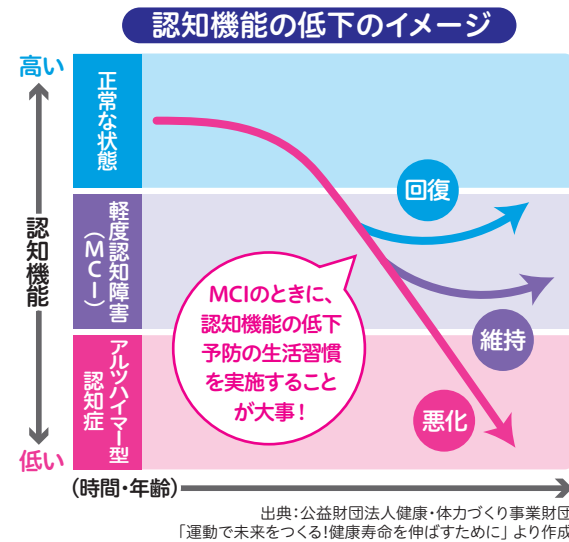 認知機能の低下のイメージ
高い
認知機能
低い
正常な状態
軽度認知障害
（MCI）
アルツハイマー型
認知症
回復
維持
悪化
MCIのときに、
認知機能の低下
予防の生活習慣
を実施すること
が大事！
（時間・年齢）
出典：公益財団法人健康・体力づくり事業財団
「運動で未来をつくる!健康寿命を伸ばすために」より作成